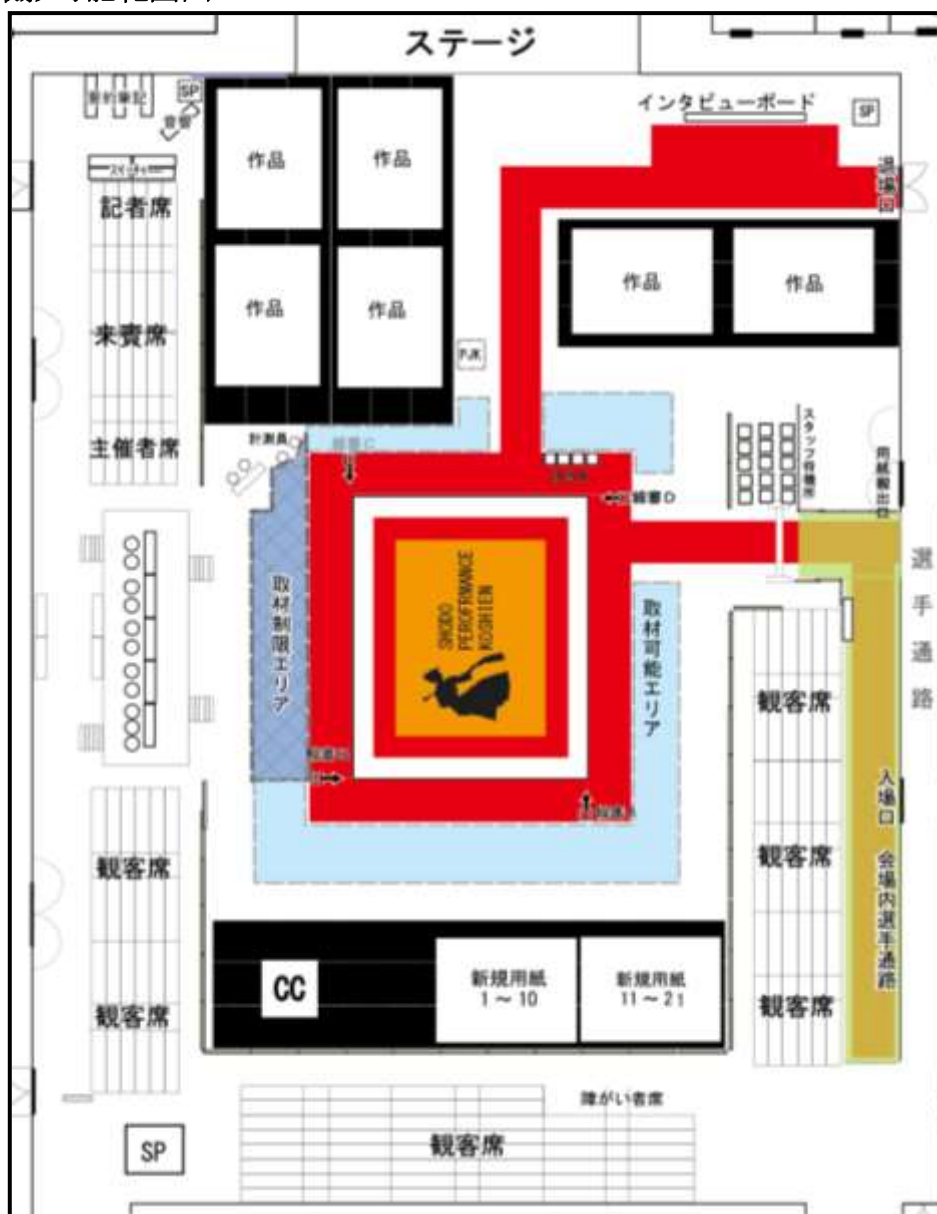 ステージ
SP
インタビューボード
SP
退場口
作品
作品
記者席
作品
作品
作品
作品
来賓席
主催者席
計測員
スタッフ待機所
用紙搬出口
選手通路
取材制限エリア
SHODO
PEROFRWANCE
KOSHIEN
取材可能エリア
観客席
入場口 会場内選手通路
観客席
観客席
観客席
観客席
CC
新規用紙
1～10
新規用紙
11～21
障がい者席
SP
観客席